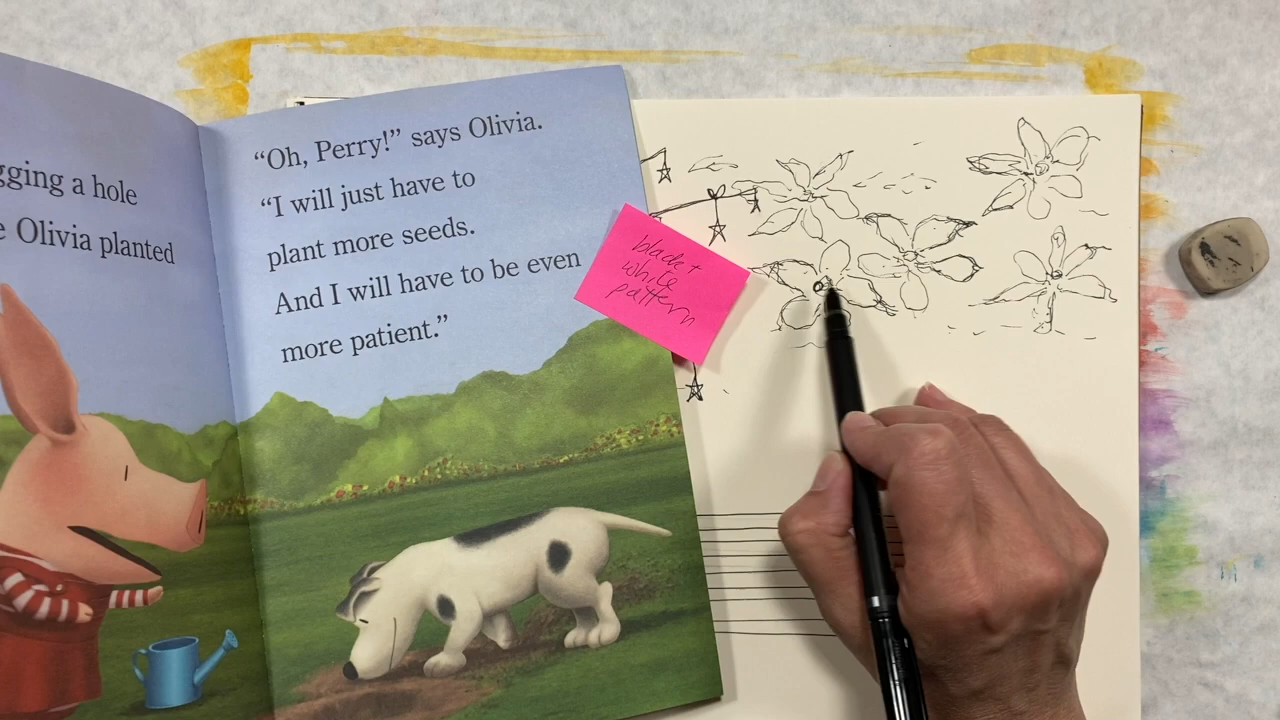 gging a hole
e Olivia planted
“Oh, Perry!” says Olivia.
“I will just have to
plant more seeds.
And I will have to be even
more patient.”
black +
white
pattern